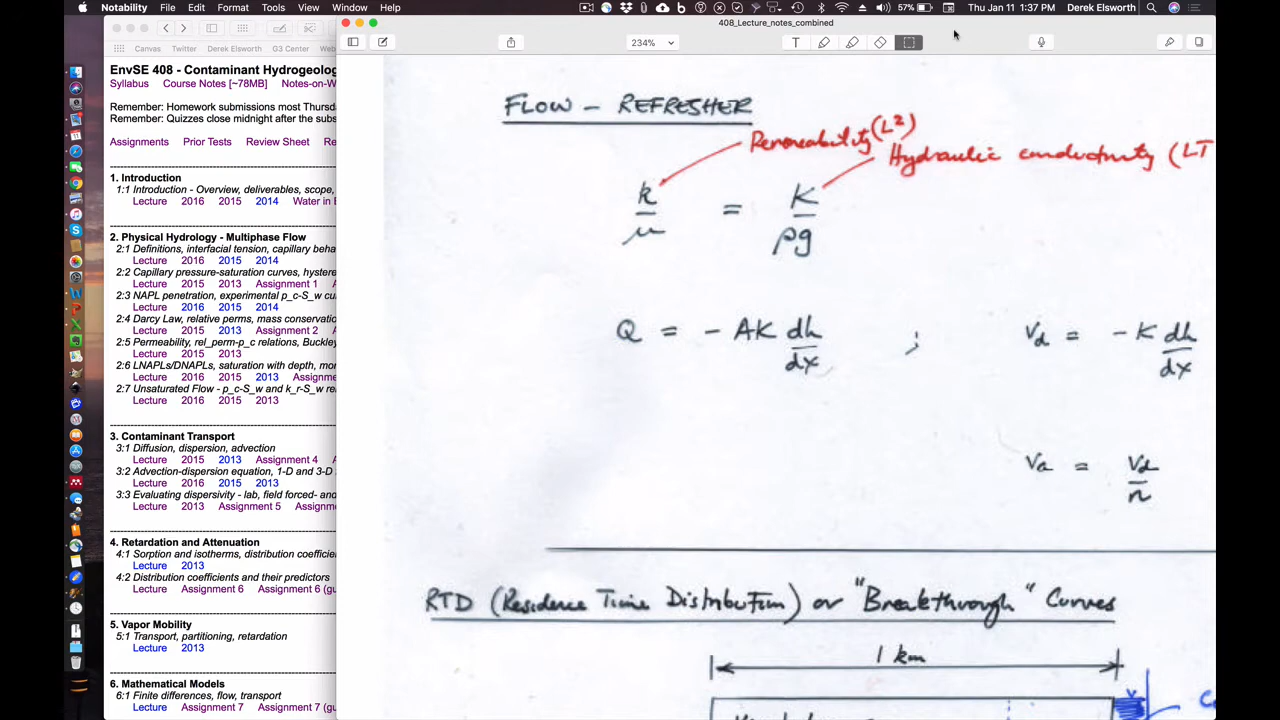 Notability File Edit Format Tools View Window Help 57% Thu Jan 11 1:37 PM Derek Elsworth
408_Lecture_notes_combined
234%
T
Canvas Twitter Derek Elsworth G3 Center Web
EnvSE 408 - Contaminant Hydrogeolog
Syllabus Course Notes [~78MB] Notes-on-W
Remember: Homework submissions most Thursd
Remember: Quizzes close midnight after the subs
Assignments Prior Tests Review Sheet Re
1. Introduction
1:1 Introduction - Overview, deliverables, scope,
Lecture 2016 2015 2014 Water in E
2. Physical Hydrology - Multiphase Flow
2:1 Definitions, interfacial tension, capillary beha
Lecture 2016 2015 2014
2:2 Capillary pressure-saturation curves, hystere
Lecture 2015 2013 Assignment 1 A
2:3 NAPL penetration, experimental p_c-S_w cu
Lecture 2016 2015 2014
2:4 Darcy Law, relative perms, mass conservatio
Lecture 2015 2013 Assignment 2 A
2:5 Permeability, rel_perm-p_c relations, Buckley
Lecture 2015 2013
2:6 LNAPLs/DNAPLs, saturation with depth, mor
Lecture 2016 2015 2013 Assignme
2:7 Unsaturated Flow - p_c-S_w and k_r-S_w re
Lecture 2016 2015 2013
3. Contaminant Transport
3:1 Diffusion, dispersion, advection
Lecture 2015 2013 Assignment 4 A
3:2 Advection-dispersion equation, 1-D and 3-D
Lecture 2016 2015 2013
3:3 Evaluating dispersivity - lab, field forced- and
Lecture 2013 Assignment 5 Assignm
4. Retardation and Attenuation
4:1 Sorption and isotherms, distribution coefficie
Lecture 2013
4:2 Distribution coefficients and their predictors
Lecture Assignment 6 Assignment 6 (gu
5. Vapor Mobility
5:1 Transport, partitioning, retardation
Lecture 2013
6. Mathematical Models
6:1 Finite differences, flow, transport
Lecture Assignment 7 Assignment 7 (gu
FLOW - REFRESHER
Permeability (L²)
Hydraulic conductivity (LT
k/μ = K/ρg
Q = - AK dh/dx ; Vd = - K dh/dx
Va = Vd/n
RTD (Residence Time Distribution) or "Breakthrough" Curves
1 km